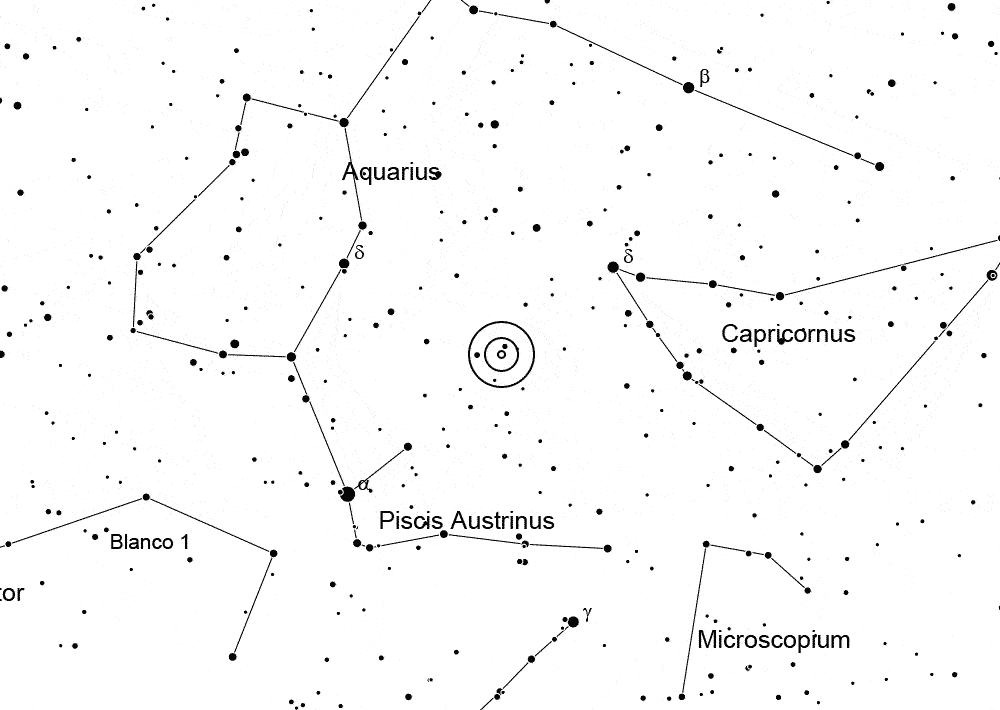 β
Aquarius
δ
δ
Capricornus
α
Piscis Austrinus
Blanco 1
tor
γ
Microscopium